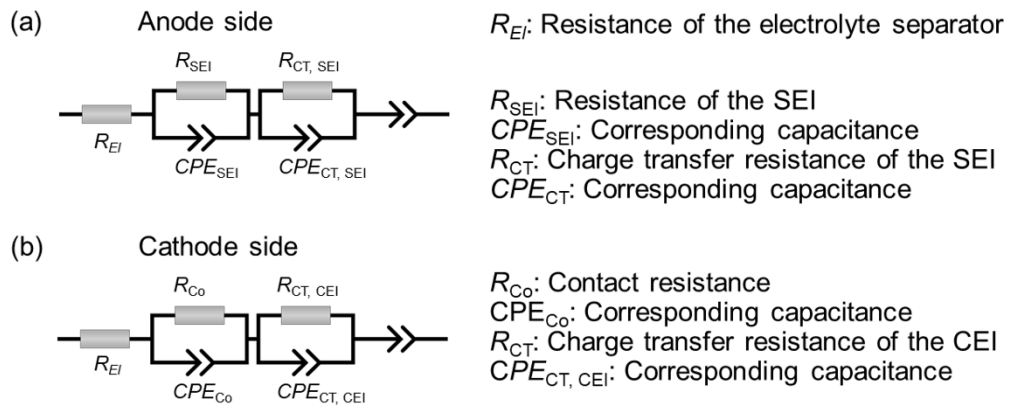 (a) Anode side
R_El: Resistance of the electrolyte separator
R_SEI R_CT, SEI
R_El
CPE_SEI CPE_CT, SEI
R_SEI: Resistance of the SEI
CPE_SEI: Corresponding capacitance
R_CT: Charge transfer resistance of the SEI
CPE_CT: Corresponding capacitance
(b) Cathode side
R_Co R_CT, CEI
R_El
CPE_Co CPE_CT, CEI
R_Co: Contact resistance
CPE_Co: Corresponding capacitance
R_CT: Charge transfer resistance of the CEI
CPE_CT, CEI: Corresponding capacitance